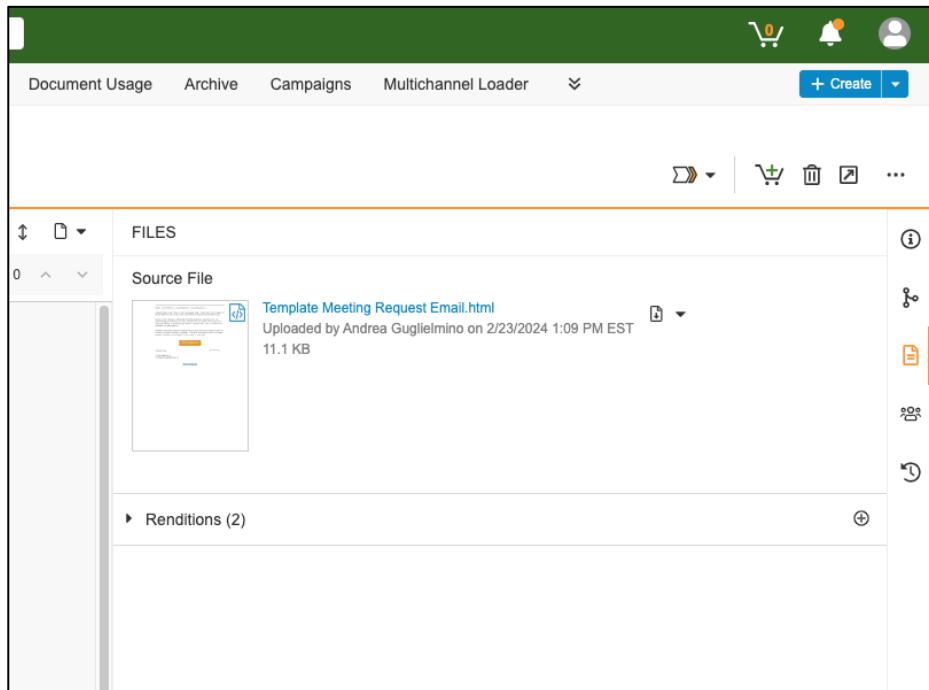 0
Document Usage Archive Campaigns Multichannel Loader + Create
FILES
0
Source File
Template Meeting Request Email.html
Uploaded by Andrea Guglielmino on 2/23/2024 1:09 PM EST
11.1 KB
Renditions (2)